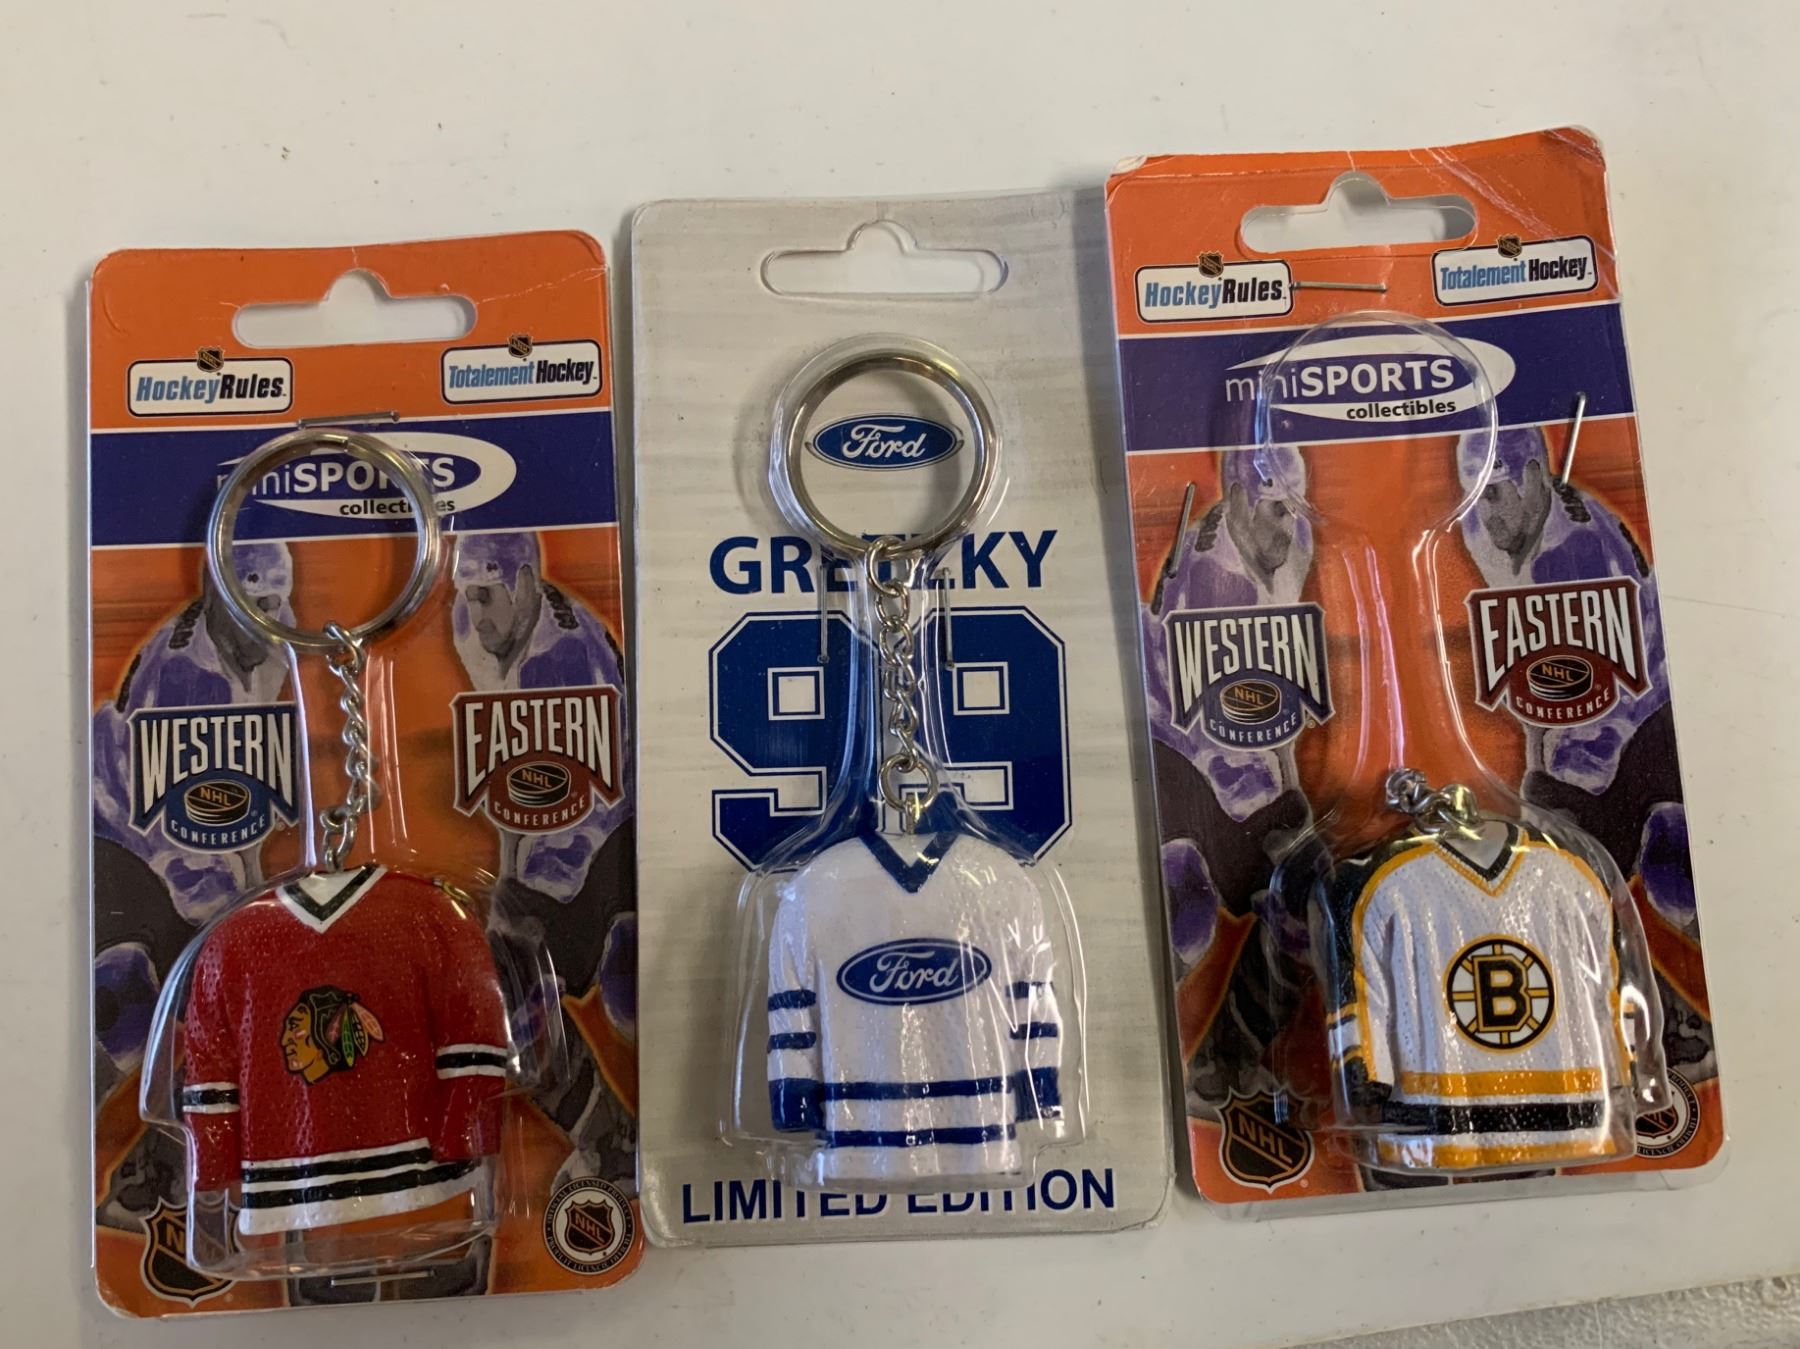 HockeyRules
Totalement Hockey
miniSPORTS
collectibles
WESTERN
NHL
CONFERENCE
EASTERN
NHL
CONFERENCE
NHL
Ford
GRETZKY
99
Ford
LIMITED EDITION
HockeyRules
Totalement Hockey
miniSPORTS
collectibles
WESTERN
NHL
CONFERENCE
EASTERN
NHL
CONFERENCE
B
NHL